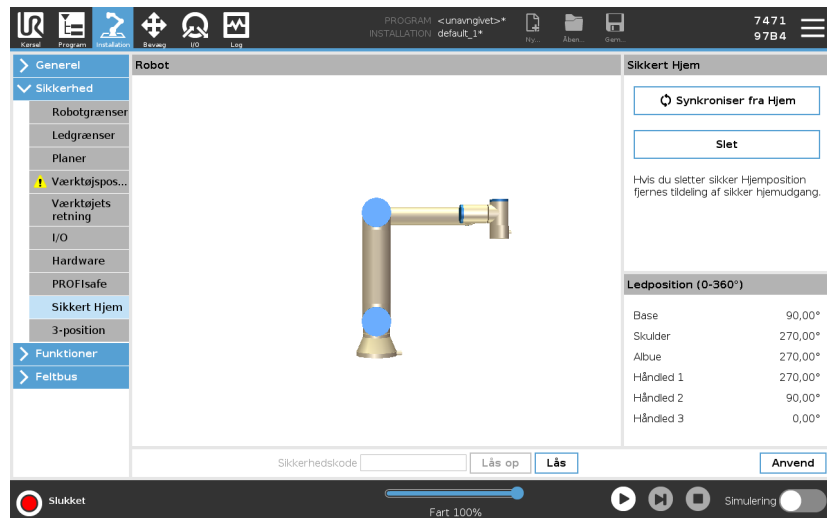 Kørsel
Program
Installation
Bevæg
I/O
Log
PROGRAM <unavngivet>*
INSTALLATION default_1*
Ny...
Åben...
Gem...
7471
97B4
Generel
Sikkerhed
Robotgrænser
Ledgrænser
Planer
Værktøjspos...
Værktøjets
retning
I/O
Hardware
PROFIsafe
Sikkert Hjem
3-position
Funktioner
Feltbus
Robot
Sikkert Hjem
Synkroniser fra Hjem
Slet
Hvis du sletter sikker Hjemposition
fjernes tildeling af sikker hjemudgang.
Ledposition (0-360°)
Base 90,00°
Skulder 270,00°
Albue 270,00°
Håndled 1 270,00°
Håndled 2 90,00°
Håndled 3 0,00°
Sikkerhedskode
Lås op
Lås
Anvend
Slukket
Fart 100%
Simulering